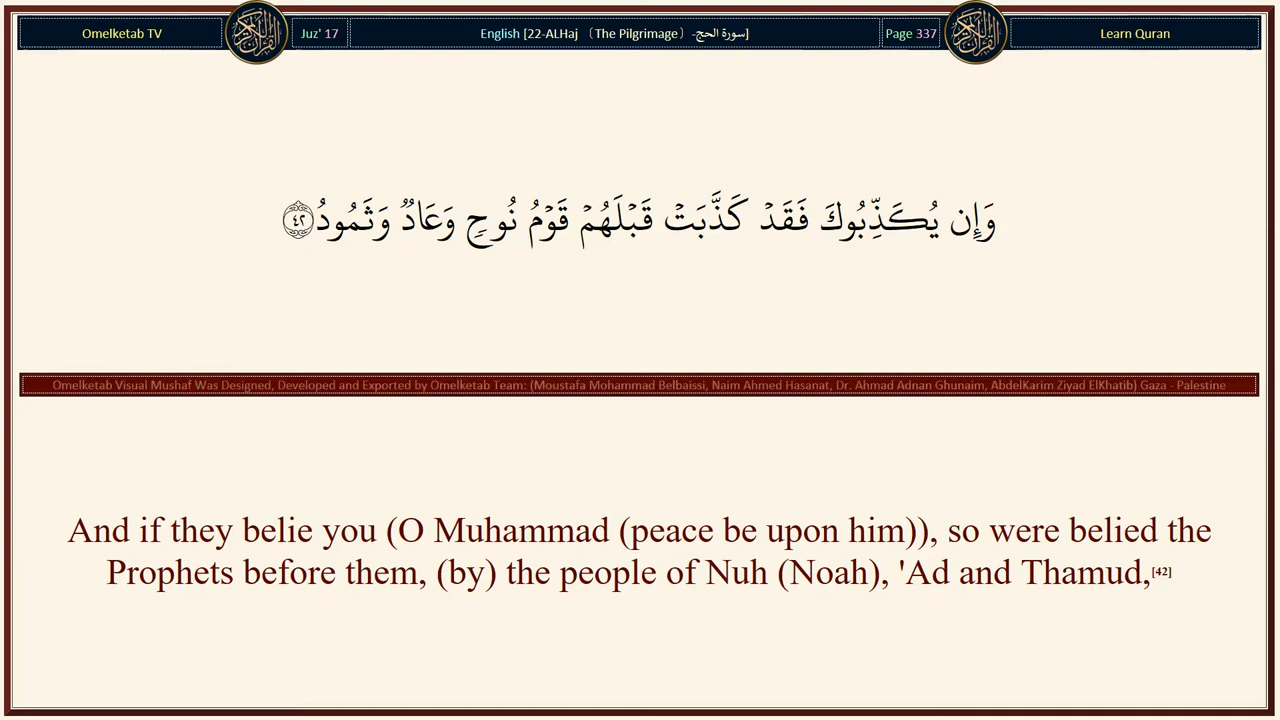 Omelketab TV
Juz' 17
English [22-ALHaj （The Pilgrimage） -سورة الحج]
Page 337
Learn Quran
وَإِن يُكَذِّبُوكَ فَقَدۡ كَذَّبَتۡ قَبۡلَهُمۡ قَوۡمُ نُوحٖ وَعَادٞ وَثَمُودُ ٤٢
Omelketab Visual Mushaf Was Designed, Developed and Exported by Omelketab Team: (Moustafa Mohammad Belbaissi, Naim Ahmed Hasanat, Dr. Ahmad Adnan Ghunaim, AbdelKarim Ziyad ElKhatib) Gaza - Palestine
And if they belie you (O Muhammad (peace be upon him)), so were belied the
Prophets before them, (by) the people of Nuh (Noah), 'Ad and Thamud,[42]